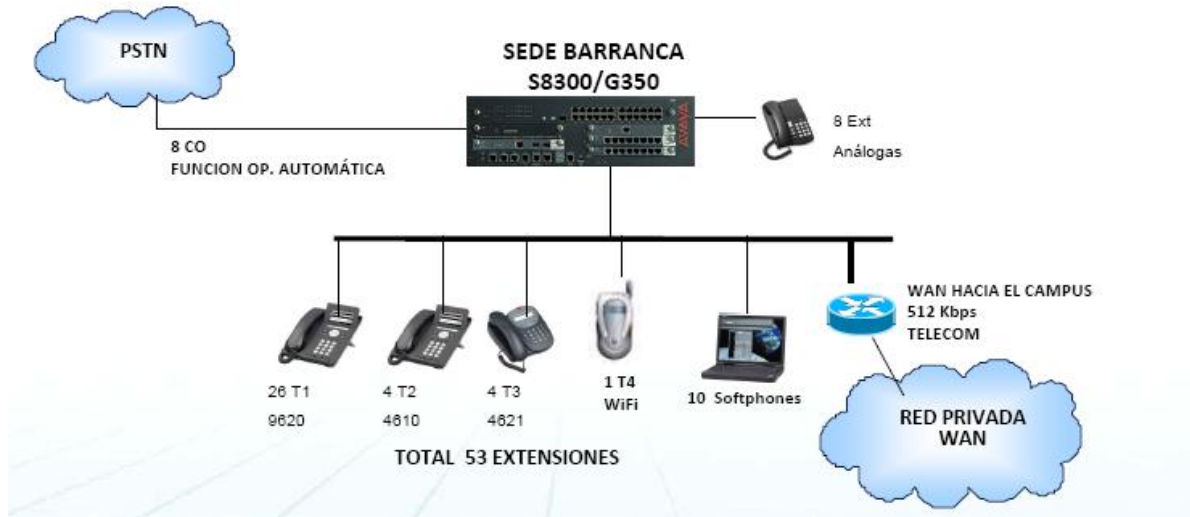 PSTN
SEDE BARRANCA
S8300/G350
AVAYA
8 CO
FUNCION OP. AUTOMÁTICA
8 Ext
Análogas
26 T1
9620
4 T2
4610
4 T3
4621
1 T4
WiFi
10 Softphones
WAN HACIA EL CAMPUS
512 Kbps
TELECOM
RED PRIVADA
WAN
TOTAL 53 EXTENSIONES